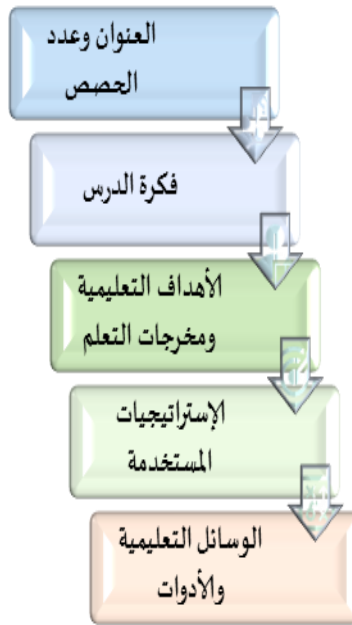 العنوان وعدد
الحصص
فكرة الدرس
الأهداف التعليمية
ومخرجات التعلم
الإستراتيجيات
المستخدمة
الوسائل التعليمية
والأدوات